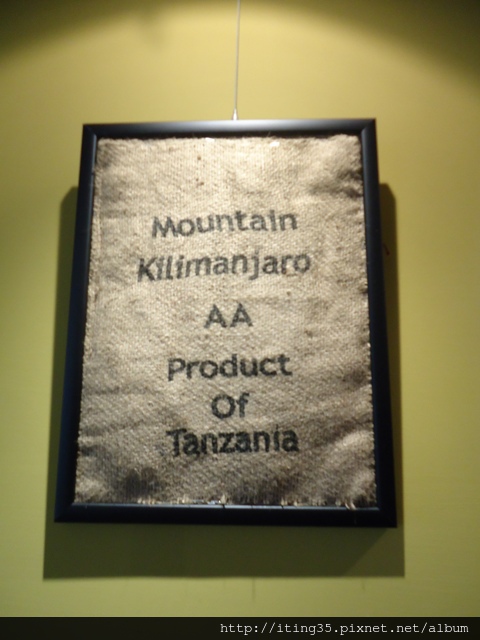 Mountain
Kilimanjaro
AA
Product
Of
Tanzania
http://iting35.pixnet.net/album